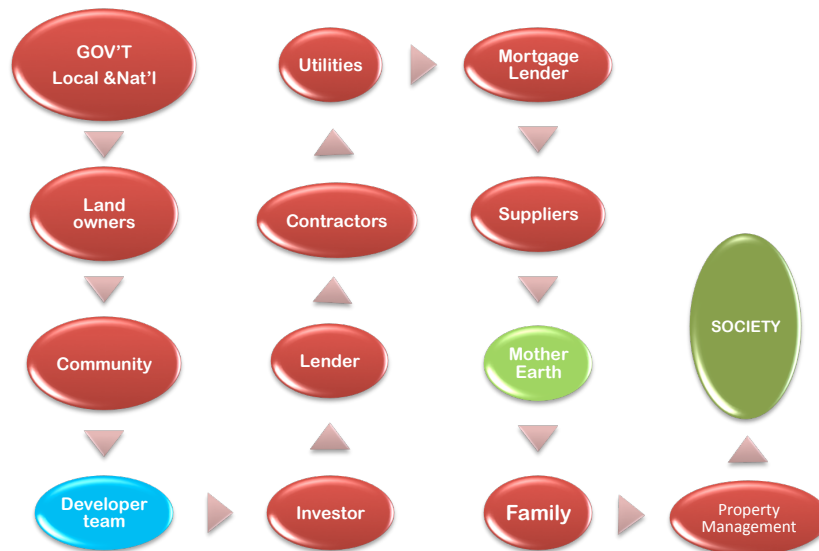 GOV'T
Local &Nat'l
Land
owners
Community
Developer
team
Investor
Lender
Contractors
Utilities
Mortgage
Lender
Suppliers
Mother
Earth
Family
Property
Management
SOCIETY